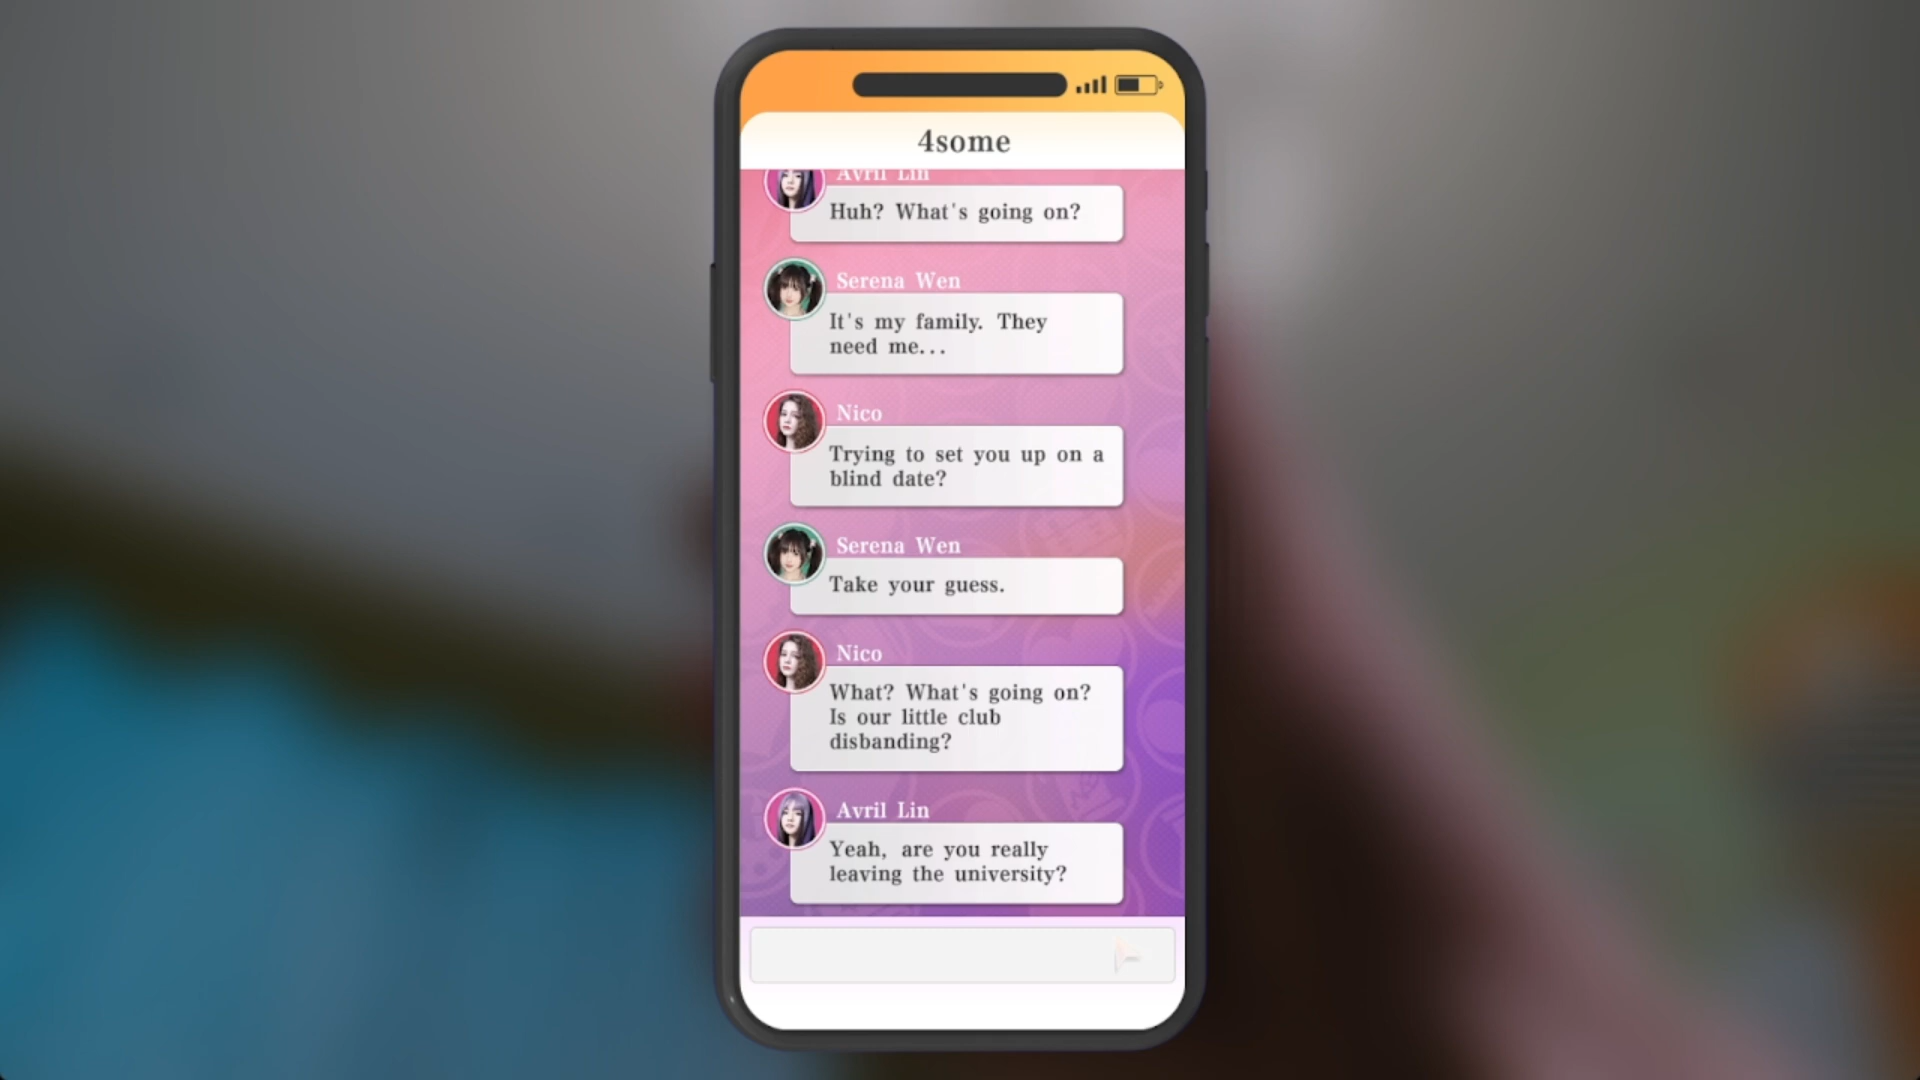 4some
Avril Lin
Huh? What's going on?
Serena Wen
It's my family. They
need me...
Nico
Trying to set you up on a
blind date?
Serena Wen
Take your guess.
Nico
What? What's going on?
Is our little club
disbanding?
Avril Lin
Yeah, are you really
leaving the university?